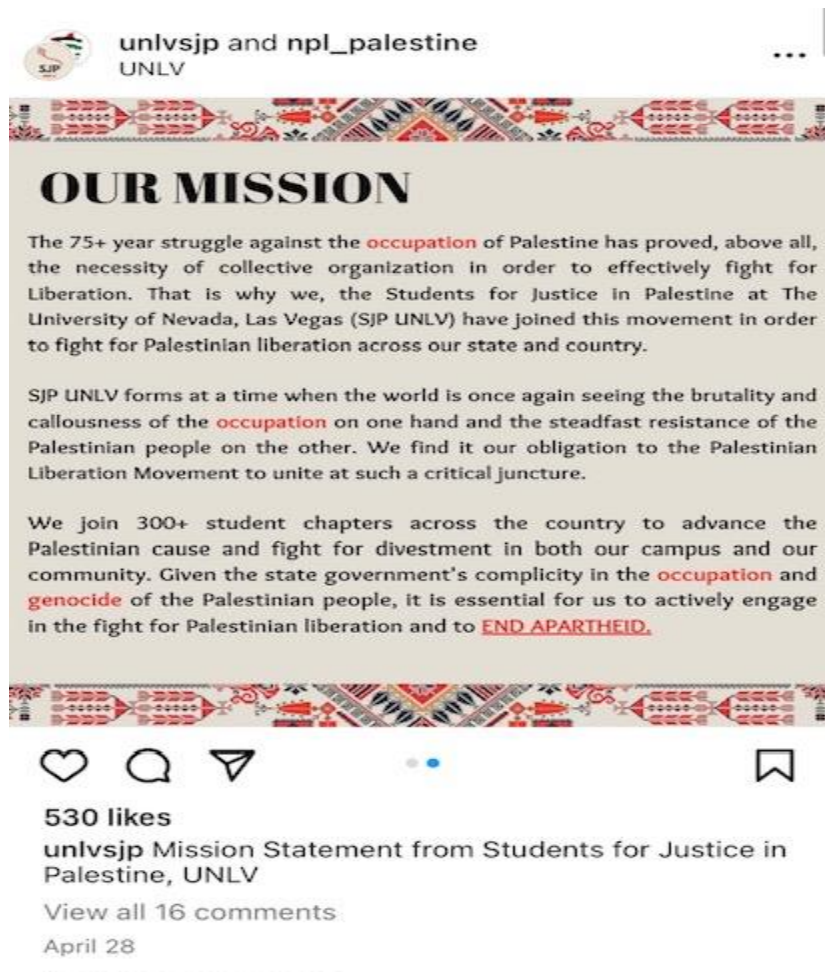 unlvsjp and npl_palestine
UNLV
SJP
OUR MISSION
The 75+ year struggle against the occupation of Palestine has proved, above all,
the necessity of collective organization in order to effectively fight for
Liberation. That is why we, the Students for Justice in Palestine at The
University of Nevada, Las Vegas (SJP UNLV) have joined this movement in order
to fight for Palestinian liberation across our state and country.
SJP UNLV forms at a time when the world is once again seeing the brutality and
callousness of the occupation on one hand and the steadfast resistance of the
Palestinian people on the other. We find it our obligation to the Palestinian
Liberation Movement to unite at such a critical juncture.
We join 300+ student chapters across the country to advance the
Palestinian cause and fight for divestment in both our campus and our
community. Given the state government's complicity in the occupation and
genocide of the Palestinian people, it is essential for us to actively engage
in the fight for Palestinian liberation and to END APARTHEID.
530 likes
unlvsjp Mission Statement from Students for Justice in
Palestine, UNLV
View all 16 comments
April 28